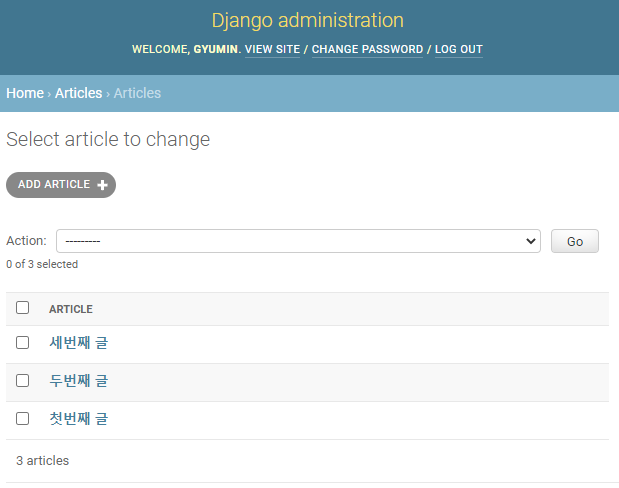 Django administration
WELCOME, GYUMIN. VIEW SITE / CHANGE PASSWORD / LOG OUT
Home › Articles › Articles
Select article to change
ADD ARTICLE +
Action: --------- Go
0 of 3 selected
ARTICLE
세번째 글
두번째 글
첫번째 글
3 articles